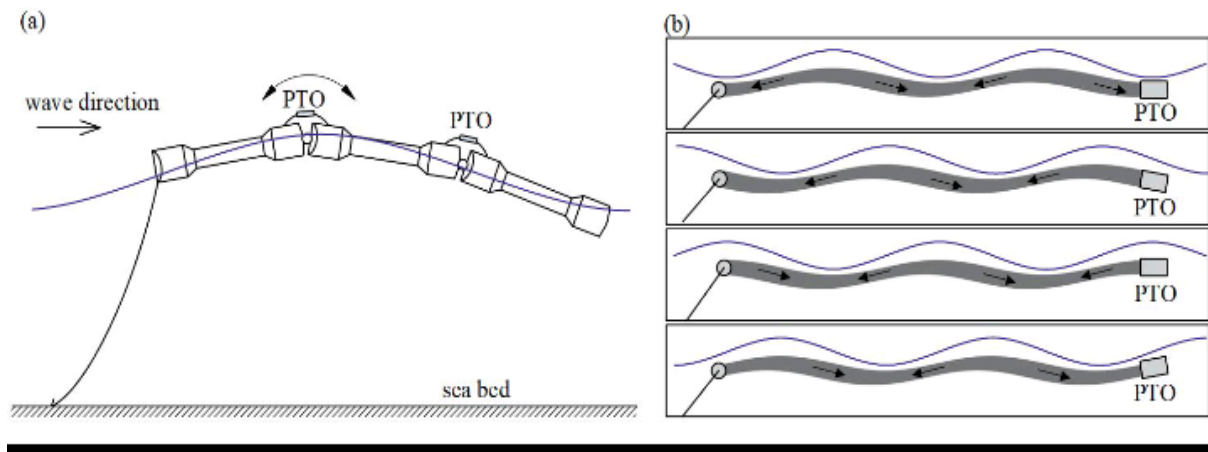 (a)
wave direction
PTO
PTO
sea bed
(b)
PTO
PTO
PTO
PTO